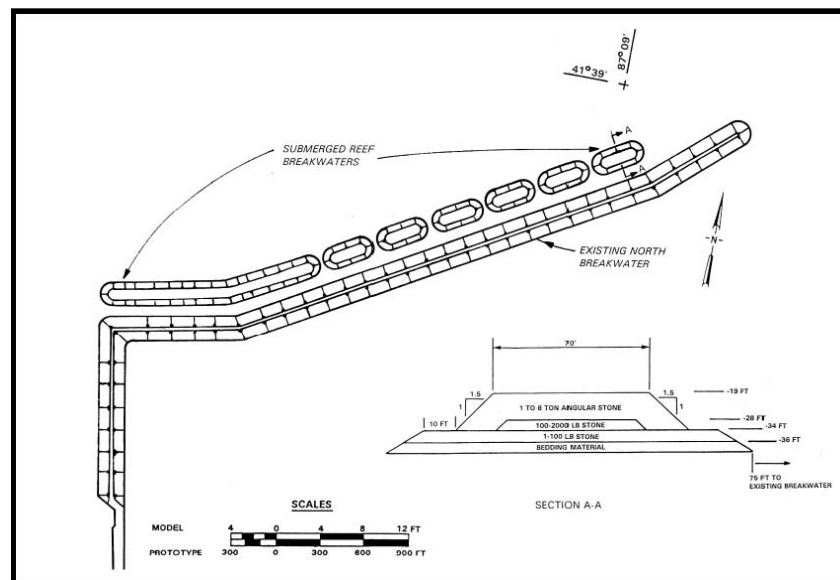 41°39'
87°09'
SUBMERGED REEF
BREAKWATERS
A
A
EXISTING NORTH
BREAKWATER
-N-
70'
1.5
1
1.5
1
-19 FT
1 TO 8 TON ANGULAR STONE
10 FT
100-2000 LB STONE
-28 FT
-34 FT
1-100 LB STONE
-36 FT
BEDDING MATERIAL
75 FT TO
EXISTING BREAKWATER
SECTION A-A
SCALES
MODEL 4 0 4 8 12 FT
PROTOTYPE 300 0 300 600 900 FT